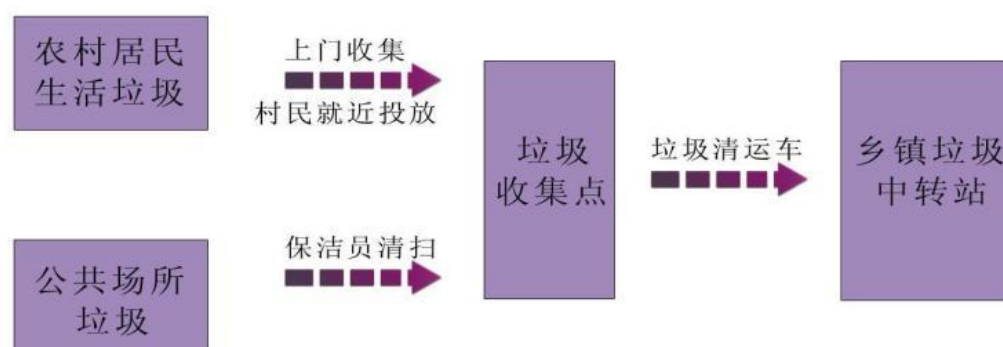 农村居民
生活垃圾
上门收集
村民就近投放
垃圾
收集点
垃圾清运车
乡镇垃圾
中转站
保洁员清扫
公共场所
垃圾